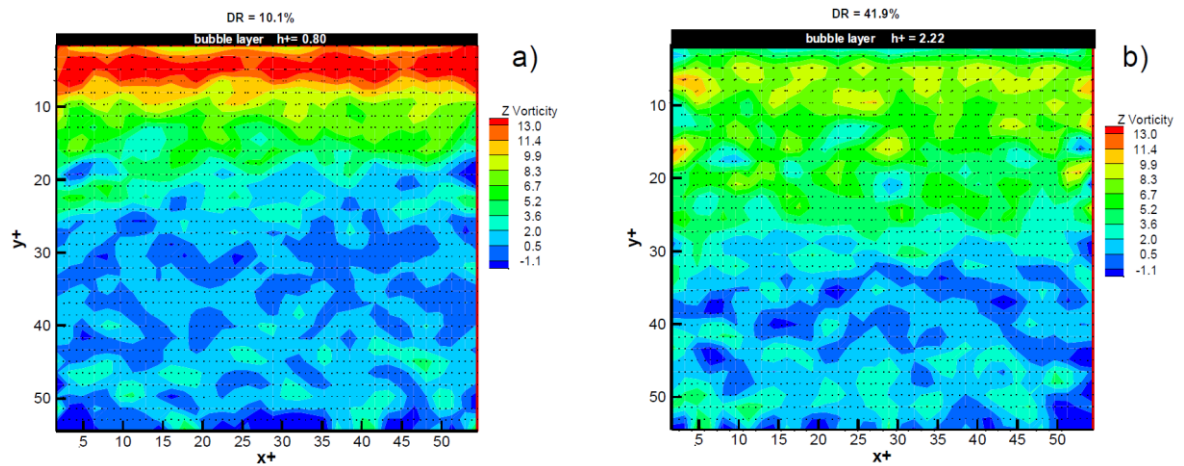 DR = 10.1%
bubble layer h+= 0.80
a)
10
20
30
40
50
y+
5 10 15 20 25 30 35 40 45 50
x+
Z Vorticity
13.0
11.4
9.9
8.3
6.7
5.2
3.6
2.0
0.5
-1.1
DR = 41.9%
bubble layer h+ = 2.22
b)
10
20
30
40
50
y+
5 10 15 20 25 30 35 40 45 50
x+
Z Vorticity
13.0
11.4
9.9
8.3
6.7
5.2
3.6
2.0
0.5
-1.1